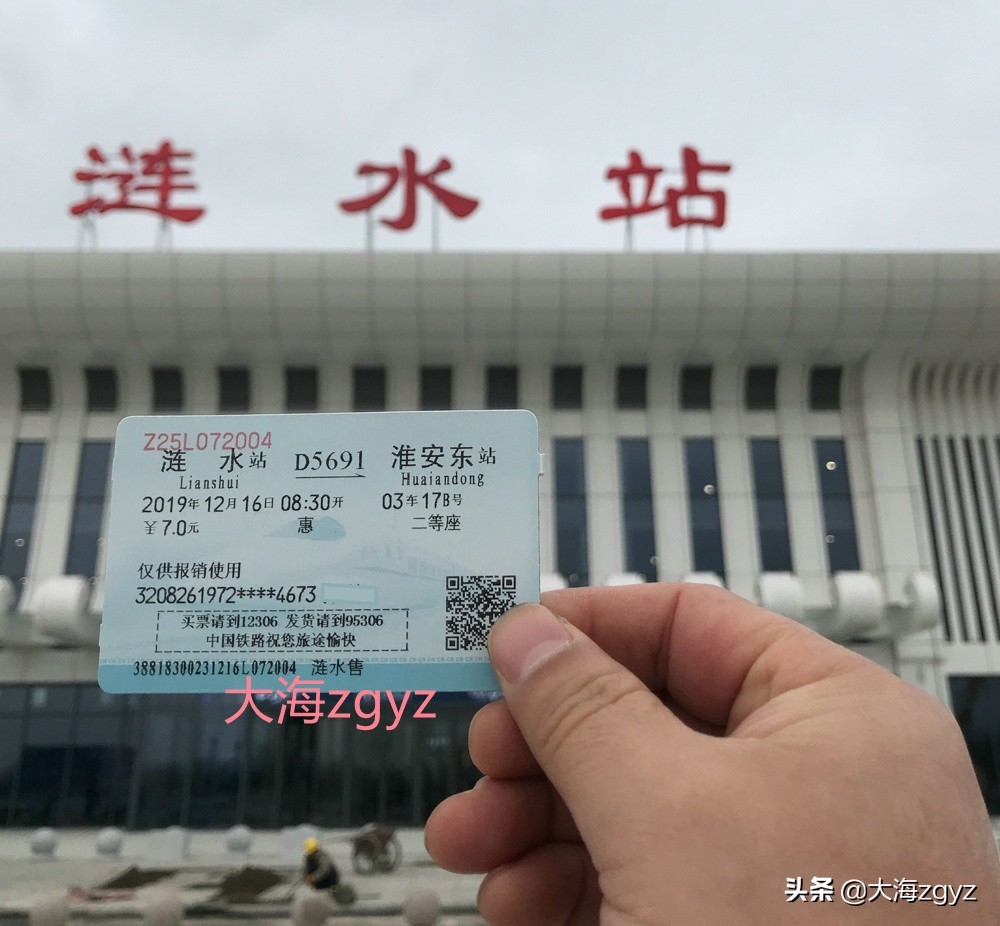 涟水站
Z25L072004
涟水站 D5691 淮安东站
Lianshui Huaiandong
2019年12月16日08:30开 03车17B号
￥7.0元 惠 二等座
仅供报销使用
3208261972****4673
买票请到12306 发货请到95306
中国铁路祝您旅途愉快
38818300231216L072004 涟水售
大海zgyz
头条 @大海zgyz